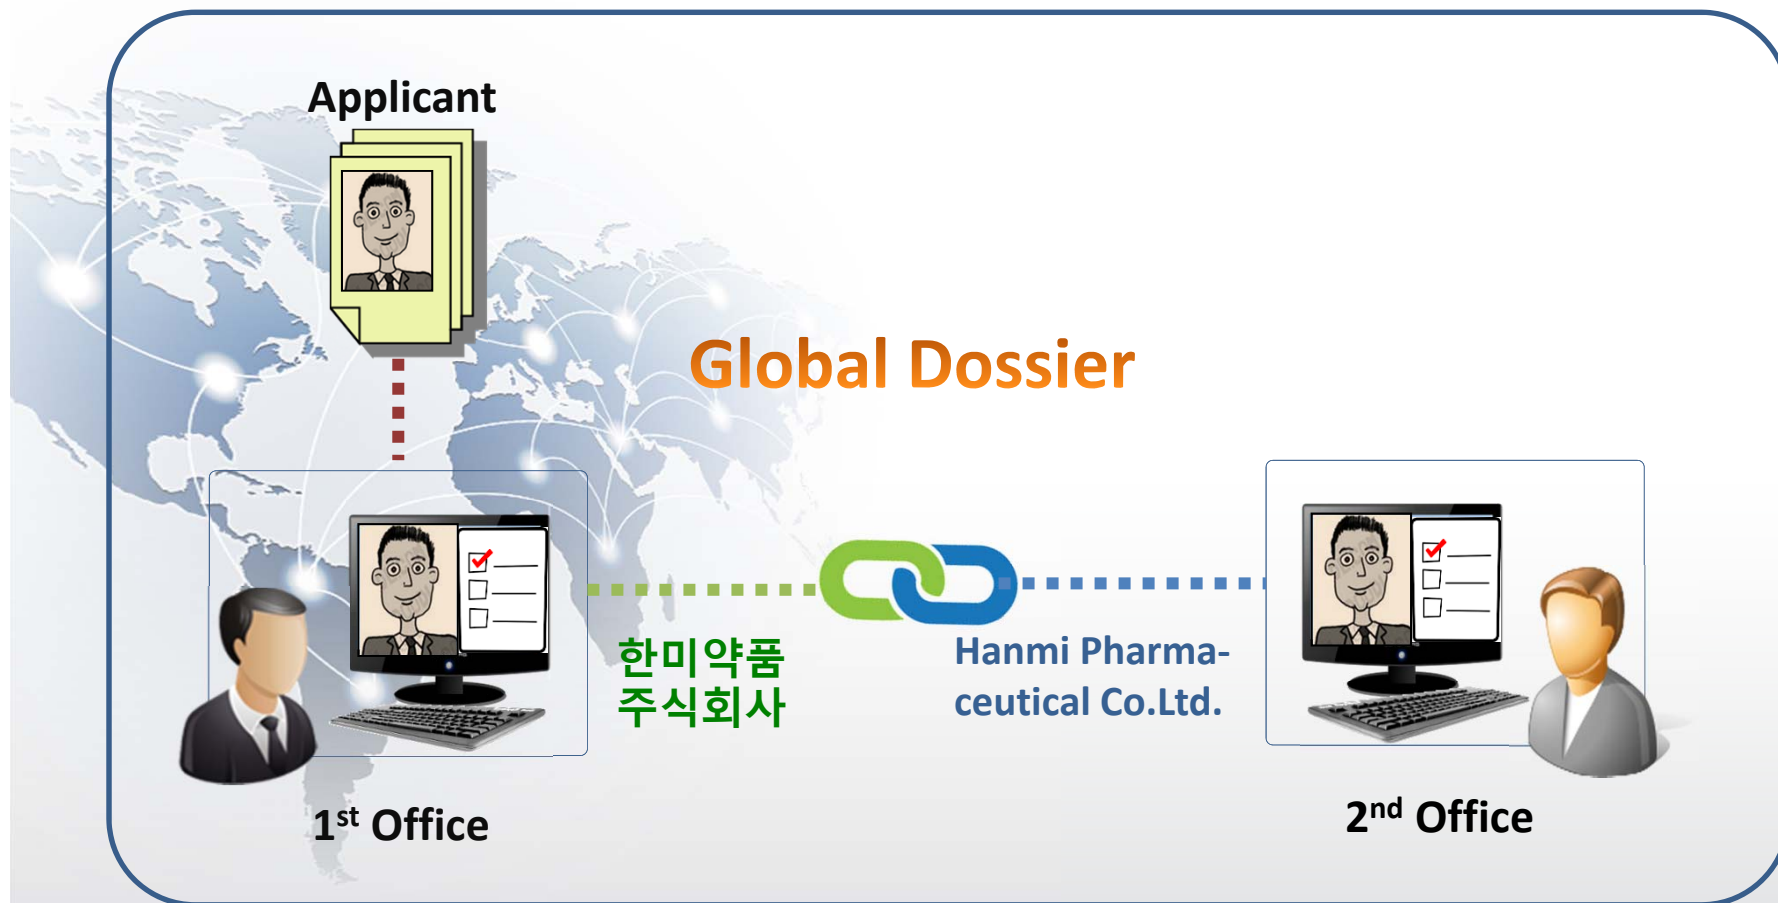 Applicant
Global Dossier
한미약품
주식회사
Hanmi Pharma-
ceutical Co.Ltd.
1st Office
2nd Office